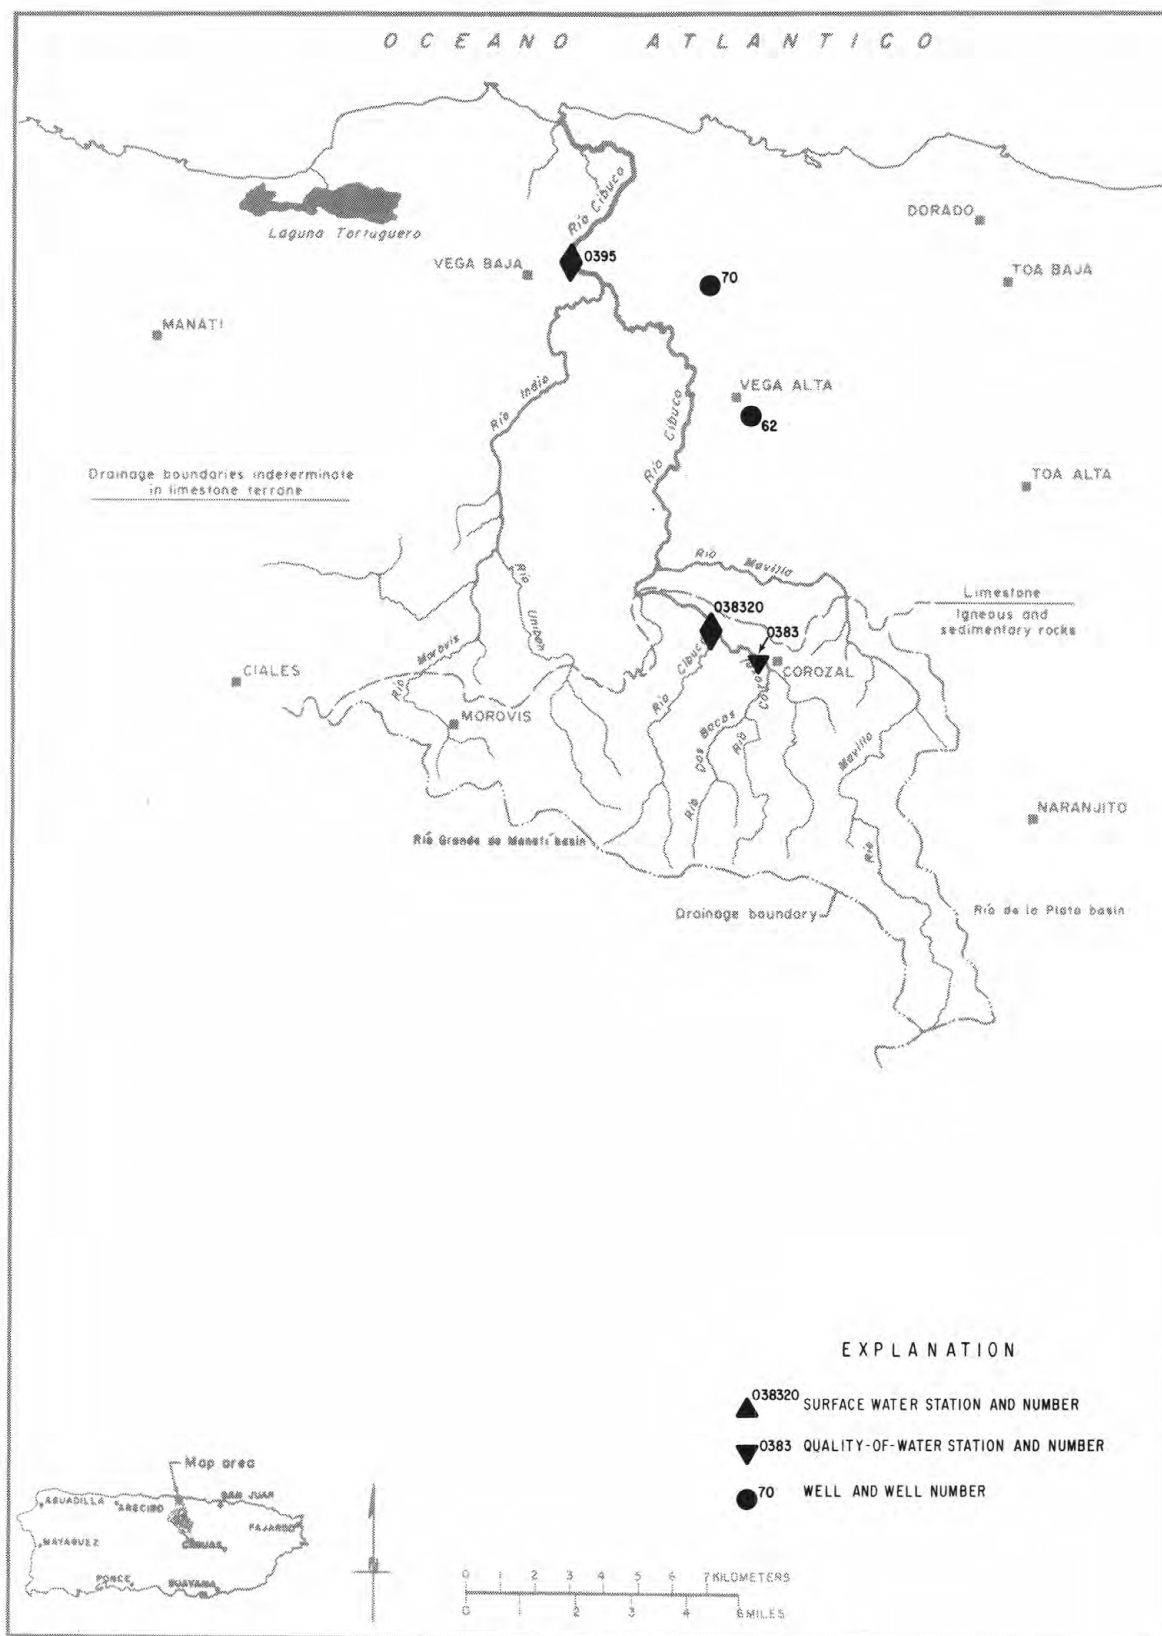 OCEANO ATLANTICO
Laguna Tortuguero
Río Cibuco
DORADO
VEGA BAJA
0395
70
TOA BAJA
MANATI
Río Indio
Río Cibuco
VEGA ALTA
62
Drainage boundaries indeterminate
in limestone terrane
TOA ALTA
Río Mavilla
Río Unibon
Limestone
Igneous and
sedimentary rocks
038320
0383
Río Morovis
Río Cibuco
COROZAL
CIALES
MOROVIS
Río Dos Bocas
Río Corozal
Río Mavilla
NARANJITO
Río Grande de Manatí basin
Drainage boundary
Río de la Plata basin
EXPLANATION
038320 SURFACE WATER STATION AND NUMBER
0383 QUALITY-OF-WATER STATION AND NUMBER
70 WELL AND WELL NUMBER
Map area
AGUADILLA
ARECIBO
SAN JUAN
FAJARDO
MAYAGUEZ
CAGUAS
PONCE
GUAYAMA
N
0 1 2 3 4 5 6 7 KILOMETERS
0 1 2 3 4 6 MILES